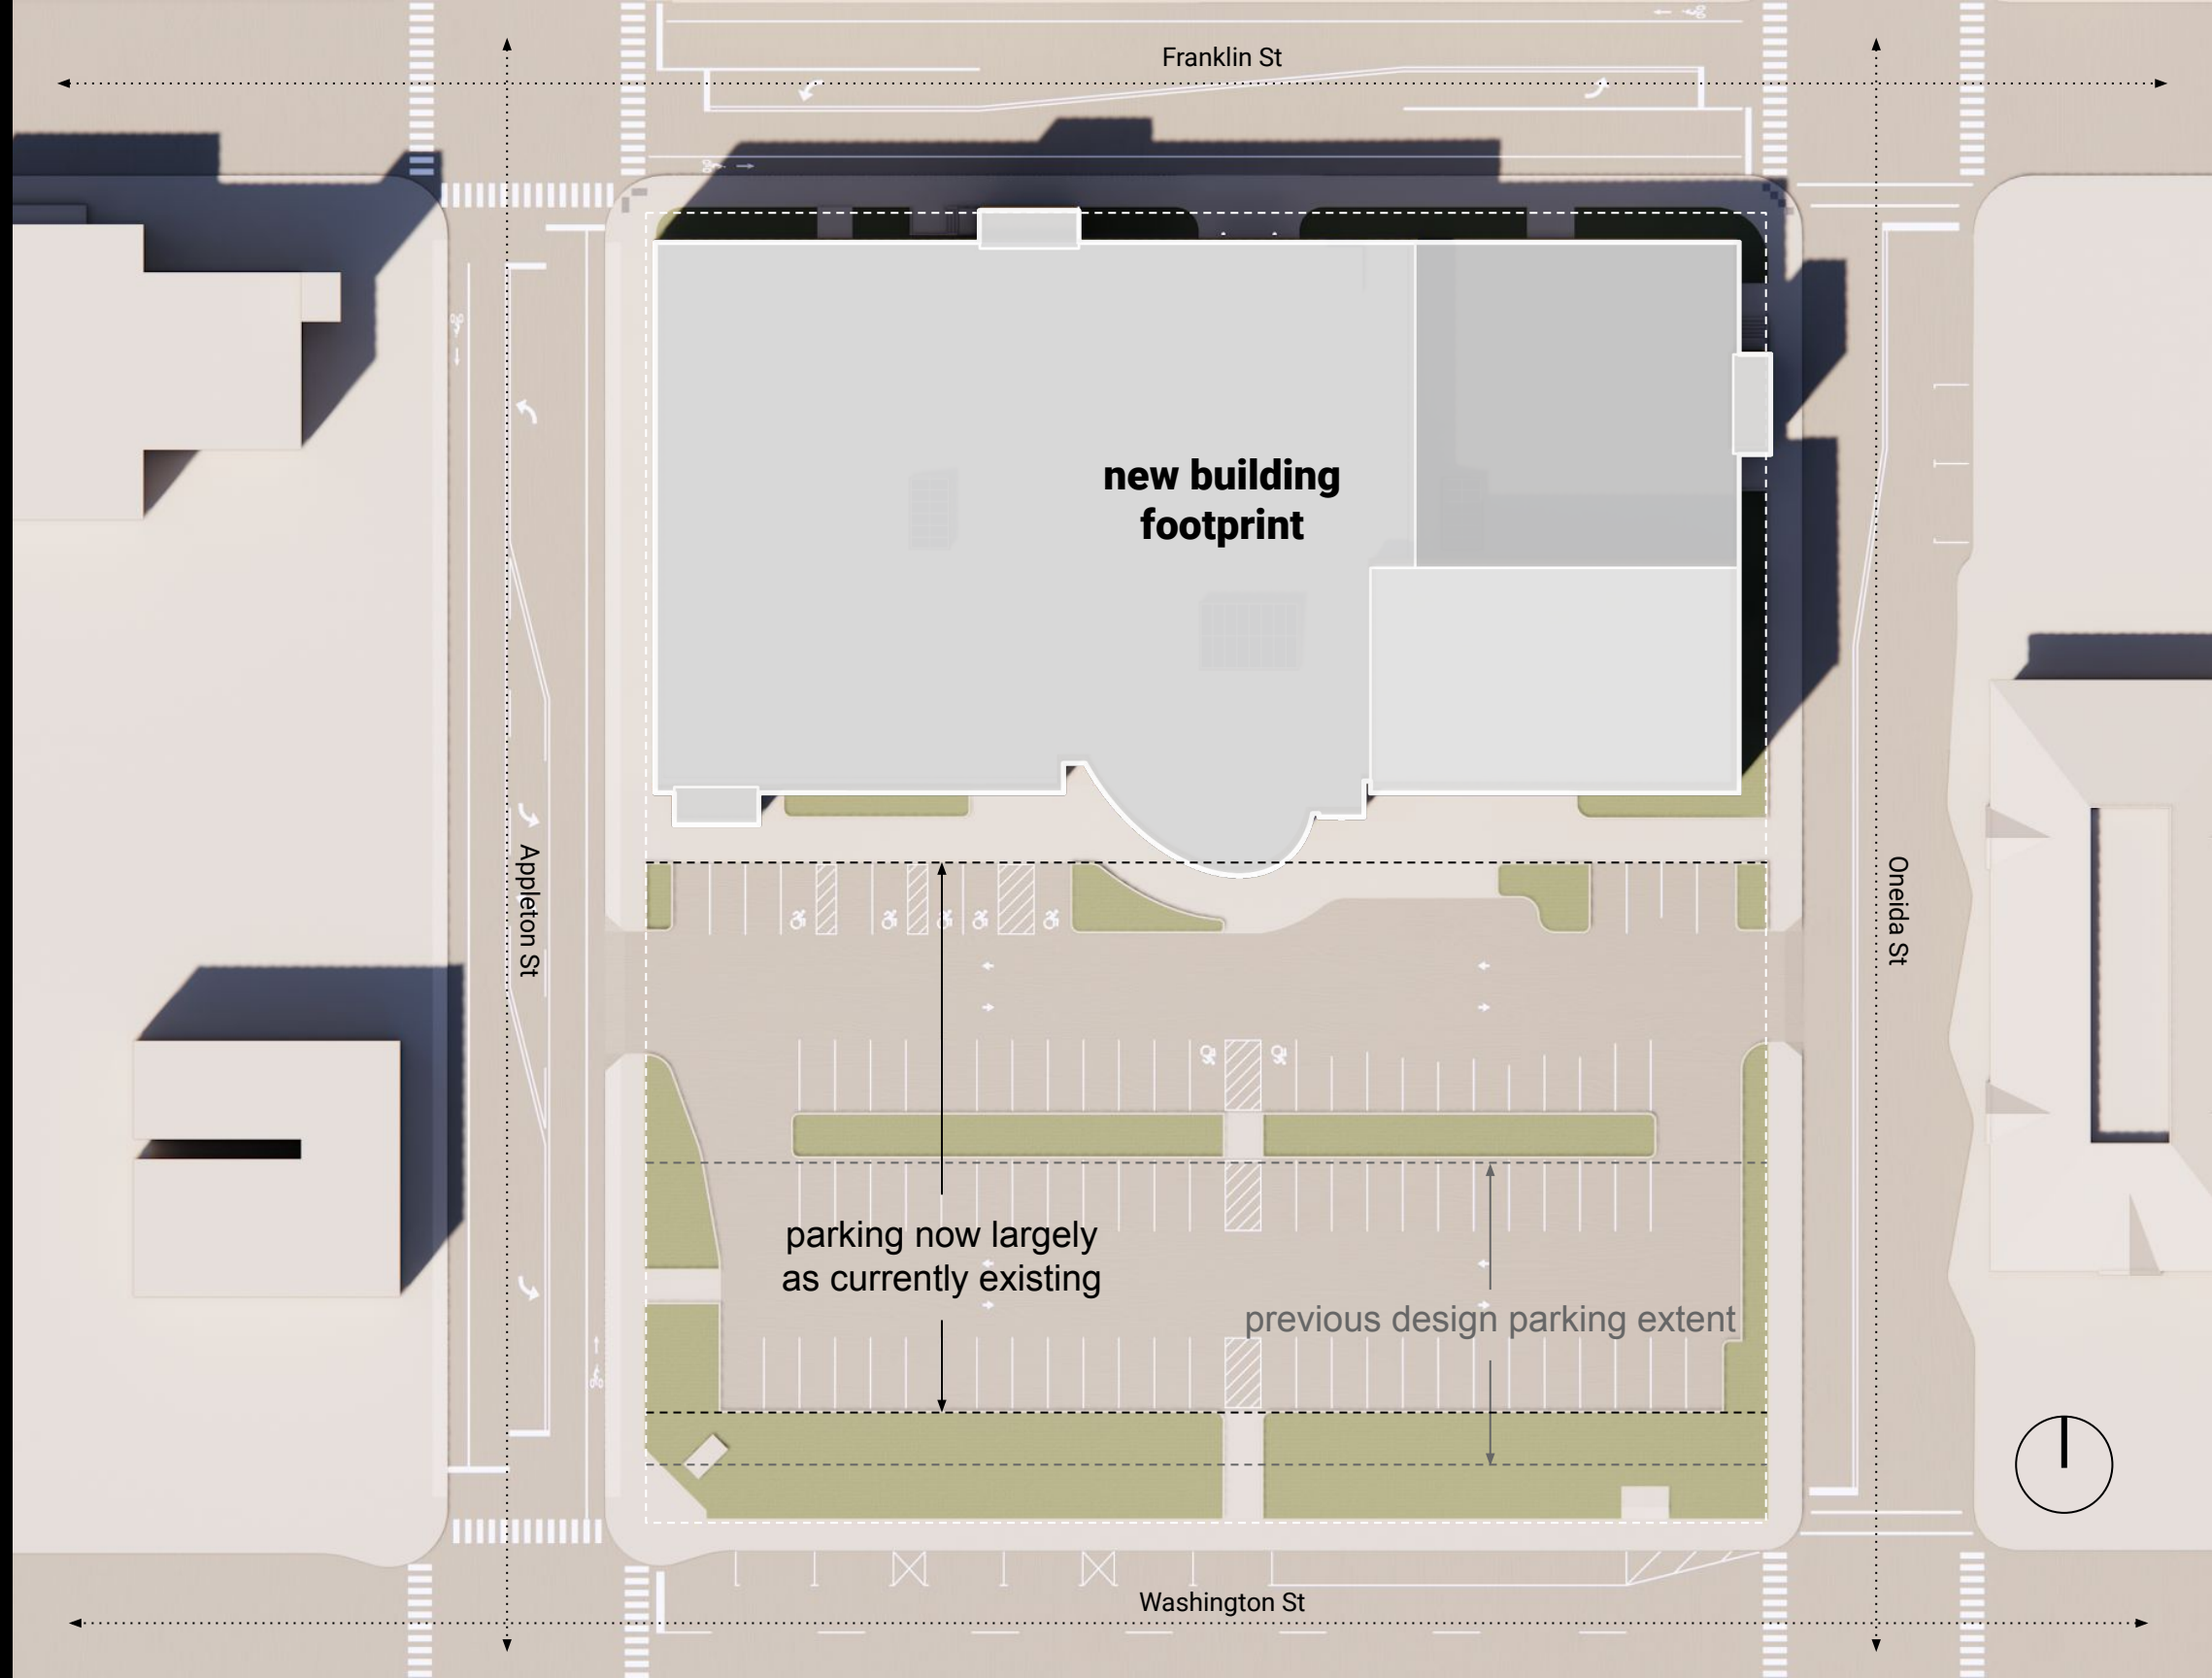 Franklin St
new building
footprint
Appleton St
Oneida St
parking now largely
as currently existing
previous design parking extent
Washington St